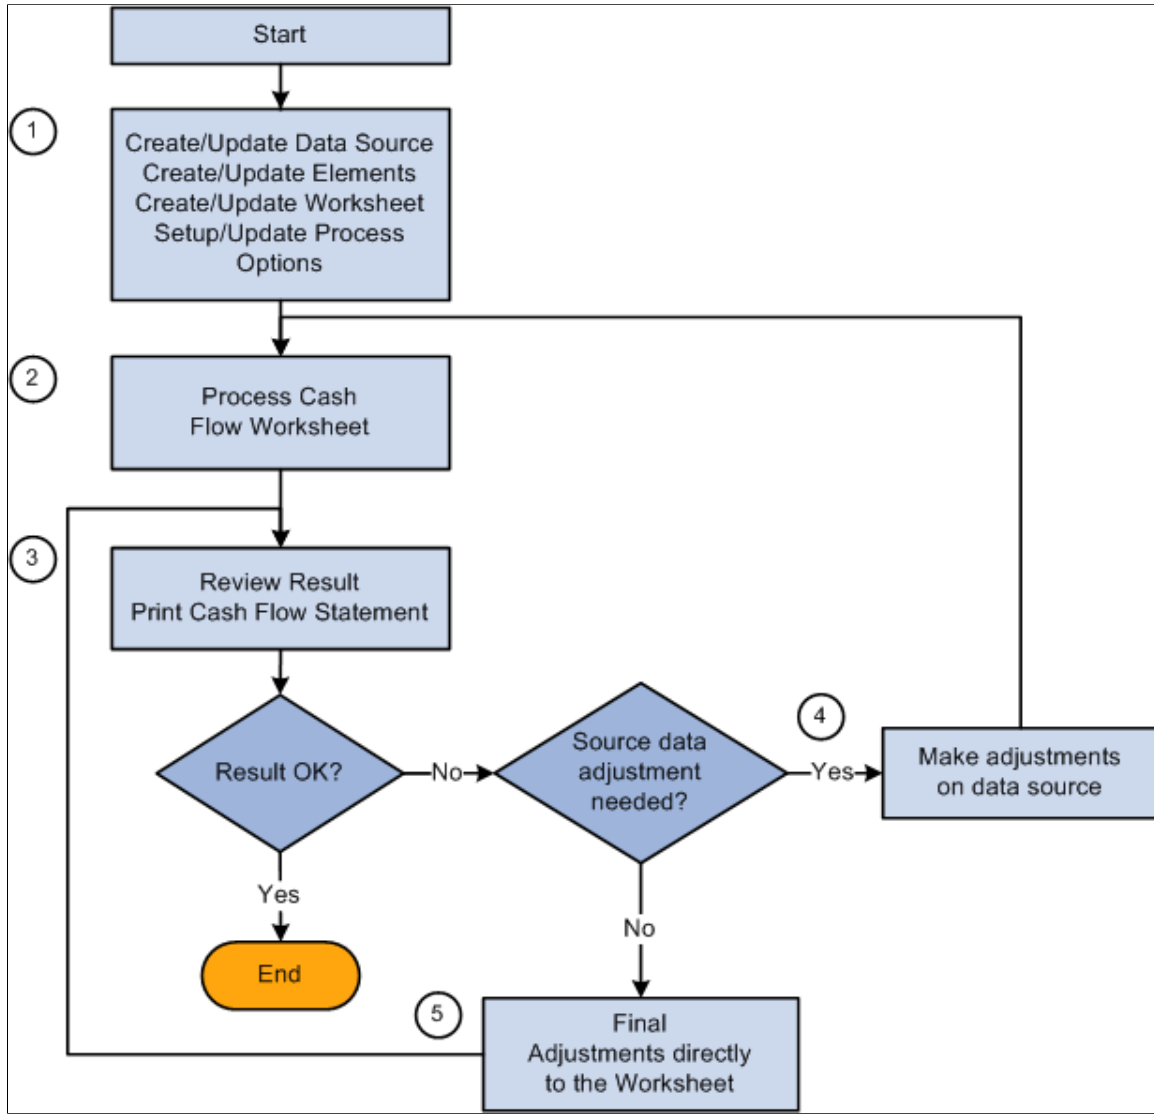 Start
1
Create/Update Data Source
Create/Update Elements
Create/Update Worksheet
Setup/Update Process
Options
2
Process Cash
Flow Worksheet
3
Review Result
Print Cash Flow Statement
Result OK?
No
Source data
adjustment
needed?
4
Yes
Make adjustments
on data source
Yes
End
No
5
Final
Adjustments directly
to the Worksheet